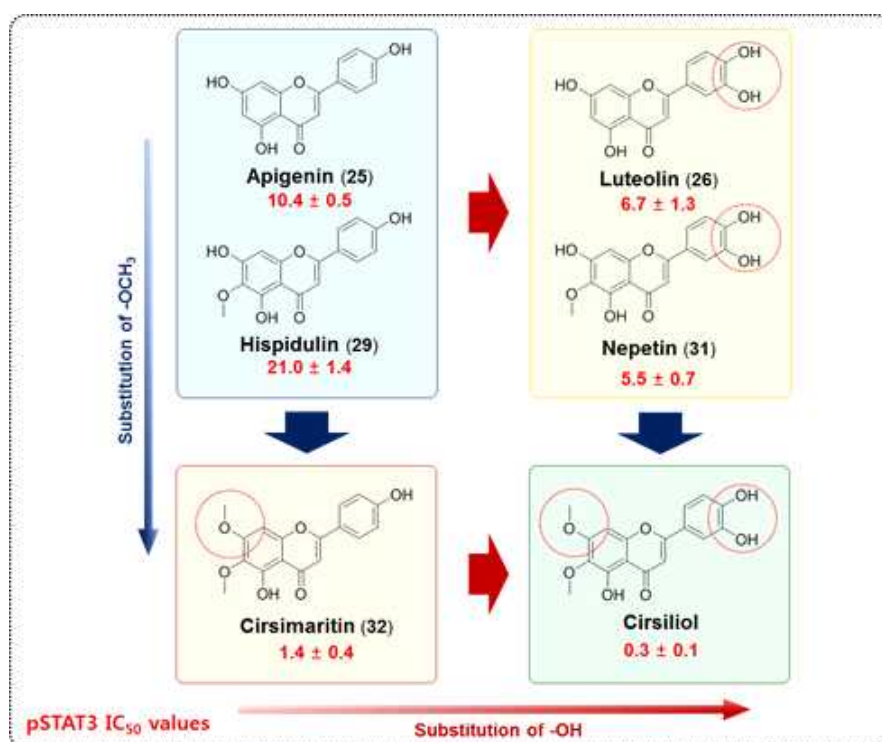 OH
HO
O
OH
O
Apigenin (25)
10.4 ± 0.5
OH
HO
O
O
OH
O
Hispidulin (29)
21.0 ± 1.4
OH
OH
HO
O
OH
O
Luteolin (26)
6.7 ± 1.3
OH
OH
HO
O
O
OH
O
Nepetin (31)
5.5 ± 0.7
Substitution of -OCH₃
OH
O
O
O
OH
O
Cirsimaritin (32)
1.4 ± 0.4
OH
OH
O
O
O
OH
O
Cirsiliol
0.3 ± 0.1
pSTAT3 IC₅₀ values
Substitution of -OH